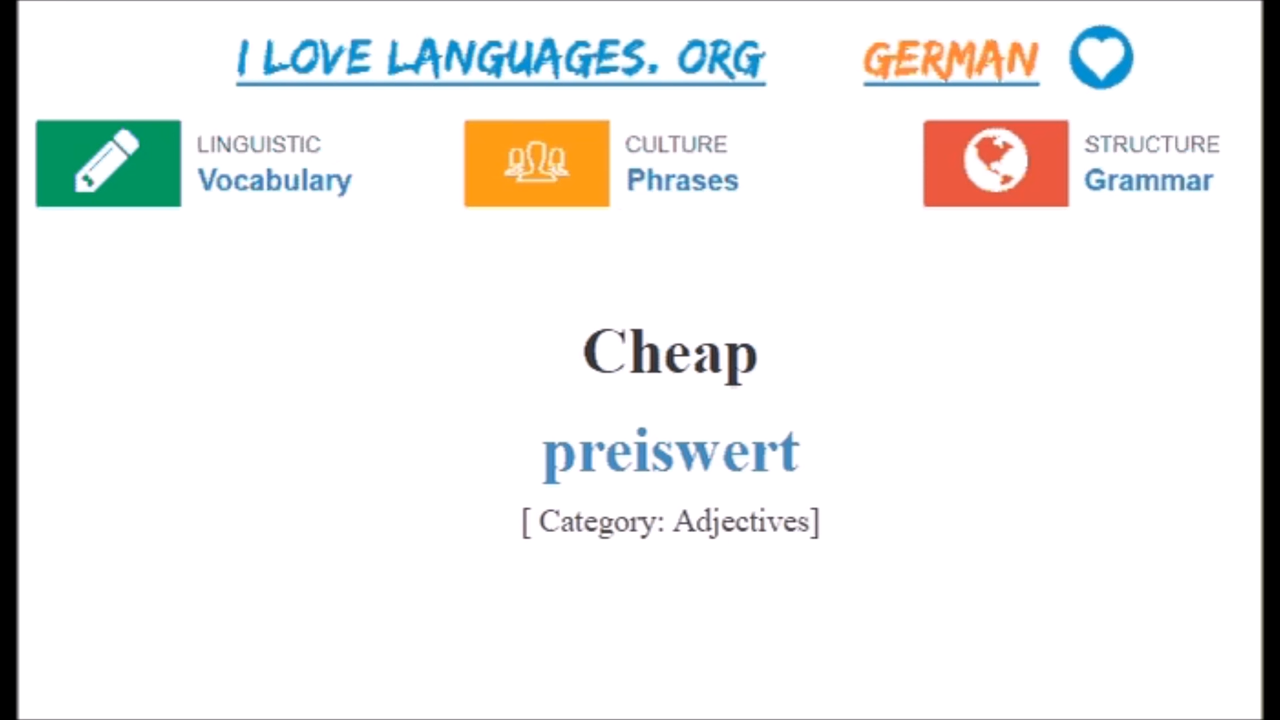 I LOVE LANGUAGES. ORG GERMAN
LINGUISTIC
Vocabulary
CULTURE
Phrases
STRUCTURE
Grammar
Cheap
preiswert
[ Category: Adjectives]